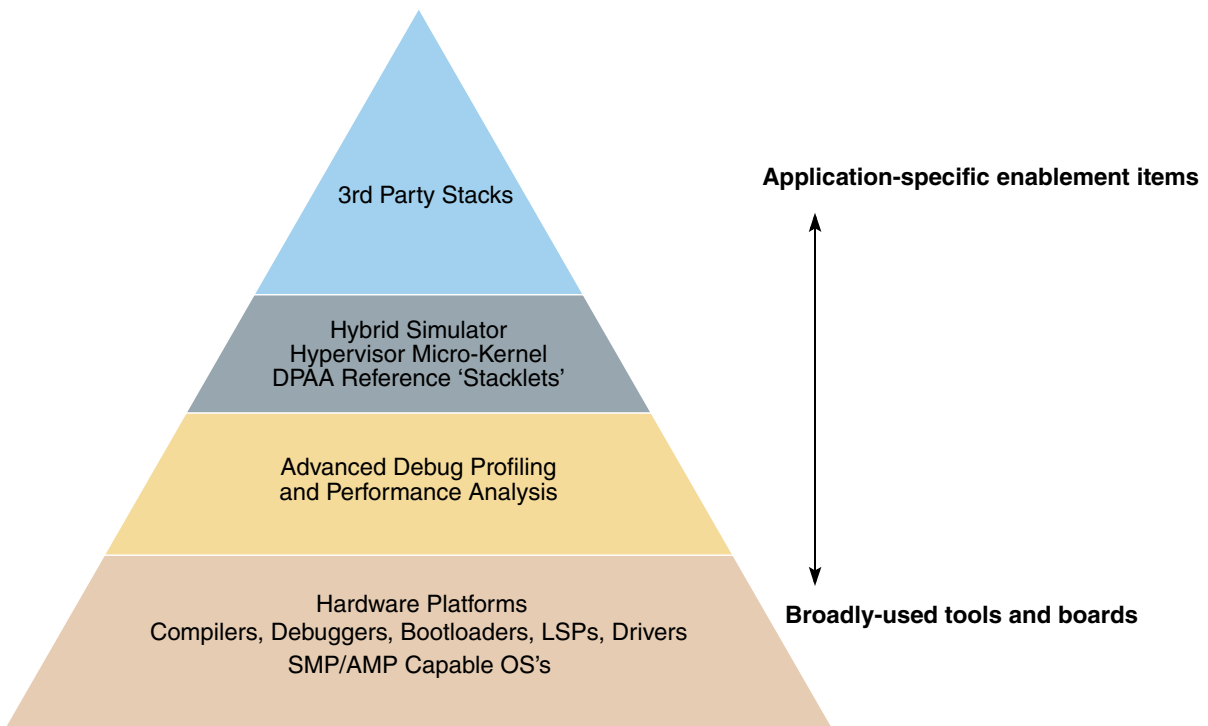 3rd Party Stacks
Application-specific enablement items
Hybrid Simulator
Hypervisor Micro-Kernel
DPAA Reference ‘Stacklets’
Advanced Debug Profiling
and Performance Analysis
Hardware Platforms
Compilers, Debuggers, Bootloaders, LSPs, Drivers
SMP/AMP Capable OS’s
Broadly-used tools and boards